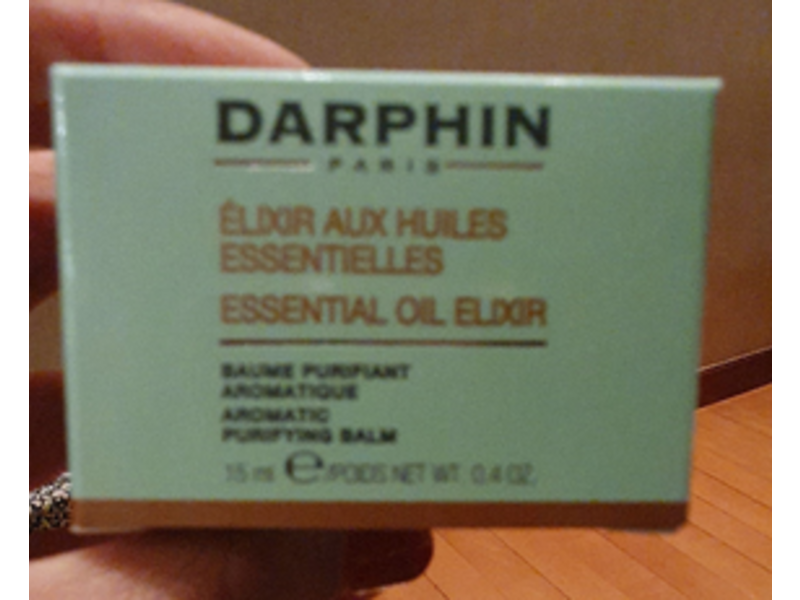 DARPHIN
PARIS
ÉLIXIR AUX HUILES
ESSENTIELLES
ESSENTIAL OIL ELIXIR
BAUME PURIFIANT
AROMATIQUE
AROMATIC
PURIFYING BALM
15 ml ℮/POIDS NET WT. 0.4 OZ.